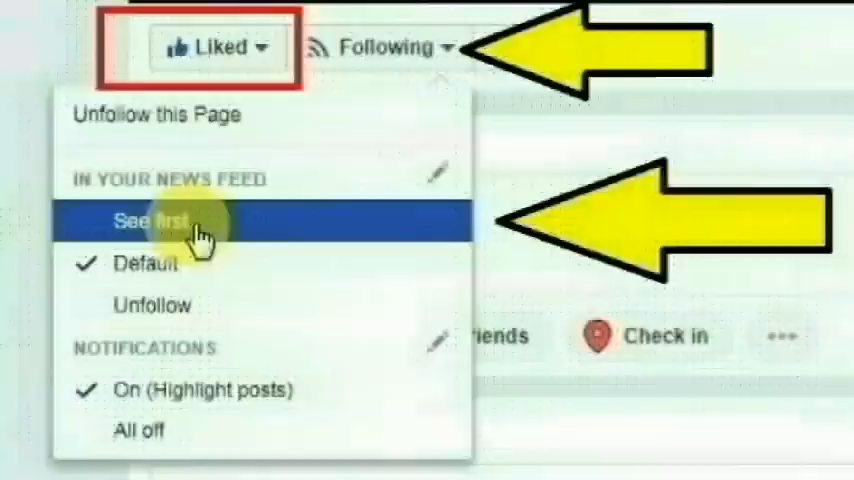 Liked Following
Unfollow this Page
IN YOUR NEWS FEED
See first
Default
Unfollow
iends Check in
NOTIFICATIONS
On (Highlight posts)
All off